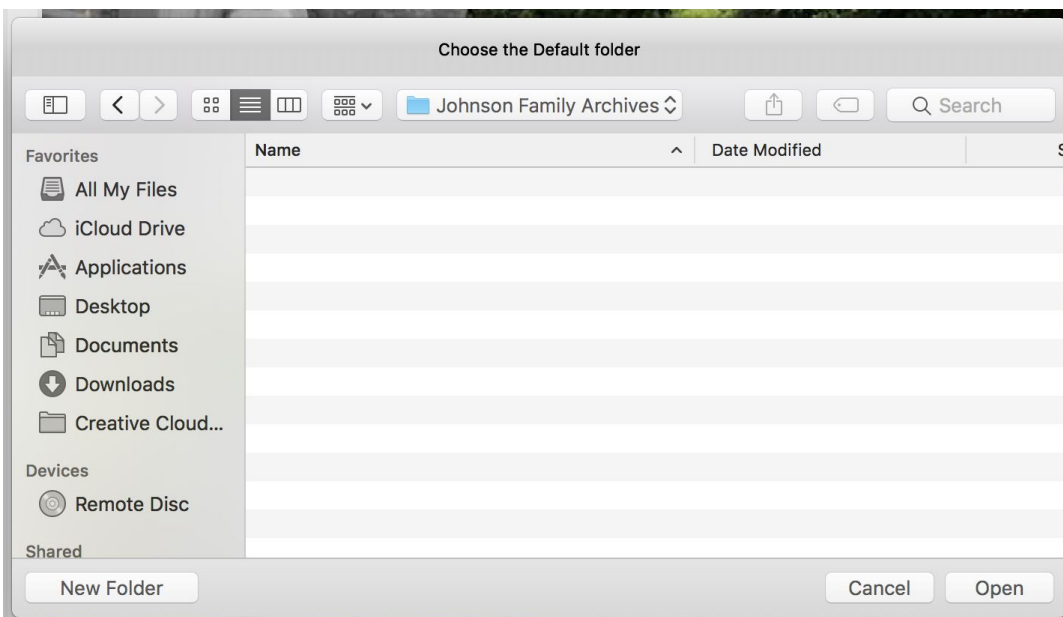 Choose the Default folder
Johnson Family Archives
Search
Favorites
Name
Date Modified
All My Files
iCloud Drive
Applications
Desktop
Documents
Downloads
Creative Cloud...
Devices
Remote Disc
Shared
New Folder
Cancel
Open